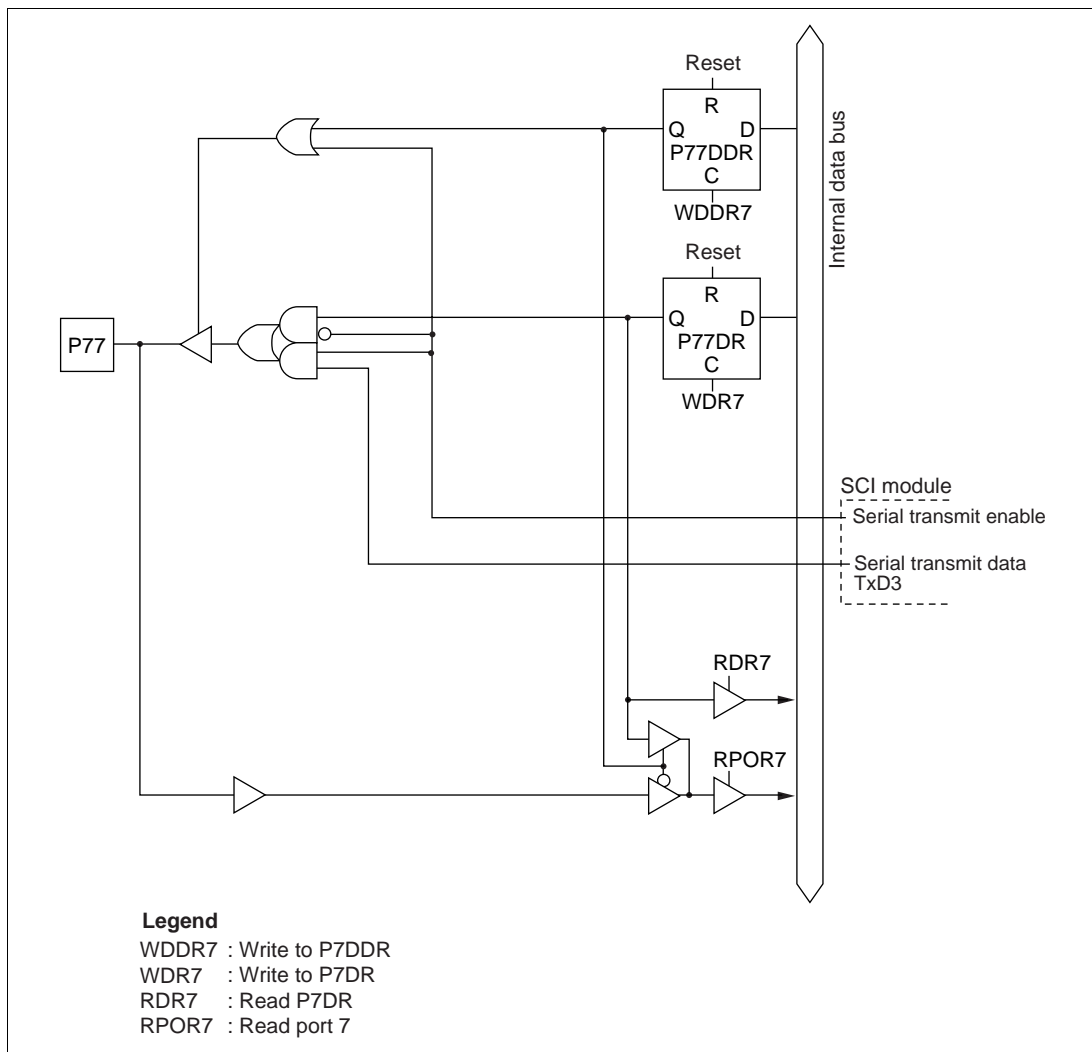 Reset
R
Q D
P77DDR
C
WDDR7
Internal data bus
Reset
R
Q D
P77DR
C
WDR7
P77
SCI module
Serial transmit enable
Serial transmit data
TxD3
RDR7
RPOR7
Legend
WDDR7 : Write to P7DDR
WDR7 : Write to P7DR
RDR7 : Read P7DR
RPOR7 : Read port 7